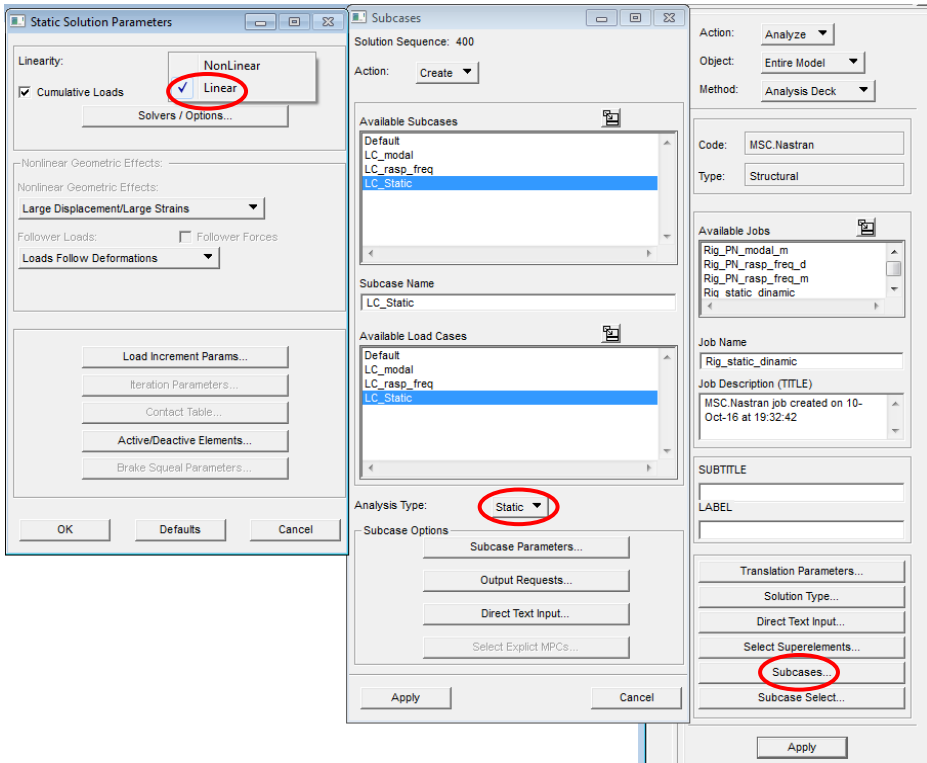 Static Solution Parameters
Linearity:
NonLinear
Linear
Cumulative Loads
Solvers / Options...
Nonlinear Geometric Effects:
Nonlinear Geometric Effects:
Large Displacement/Large Strains
Follower Loads:
Follower Forces
Loads Follow Deformations
Load Increment Params...
Iteration Parameters...
Contact Table...
Active/Deactive Elements...
Brake Squeal Parameters...
OK
Defaults
Cancel
Subcases
Solution Sequence: 400
Action:
Create
Available Subcases
Default
LC_modal
LC_rasp_freq
LC_Static
Subcase Name
LC_Static
Available Load Cases
Default
LC_modal
LC_rasp_freq
LC_Static
Analysis Type:
Static
Subcase Options
Subcase Parameters...
Output Requests...
Direct Text Input...
Select Explict MPCs...
Apply
Cancel
Action:
Analyze
Object:
Entire Model
Method:
Analysis Deck
Code:
MSC.Nastran
Type:
Structural
Available Jobs
Rig_PN_modal_m
Rig_PN_rasp_freq_d
Rig_PN_rasp_freq_m
Rig_static_dinamic
Job Name
Rig_static_dinamic
Job Description (TITLE)
MSC.Nastran job created on 10-
Oct-16 at 19:32:42
SUBTITLE
LABEL
Translation Parameters...
Solution Type...
Direct Text Input...
Select Superelements...
Subcases...
Subcase Select...
Apply